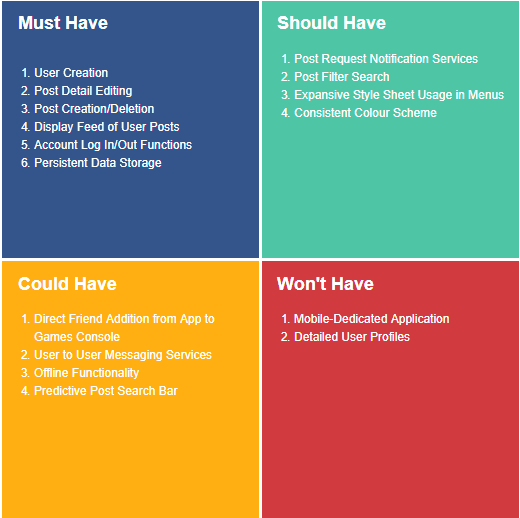 Must Have
1. User Creation
2. Post Detail Editing
3. Post Creation/Deletion
4. Display Feed of User Posts
5. Account Log In/Out Functions
6. Persistent Data Storage
Should Have
1. Post Request Notification Services
2. Post Filter Search
3. Expansive Style Sheet Usage in Menus
4. Consistent Colour Scheme
Could Have
1. Direct Friend Addition from App to
Games Console
2. User to User Messaging Services
3. Offline Functionality
4. Predictive Post Search Bar
Won't Have
1. Mobile-Dedicated Application
2. Detailed User Profiles